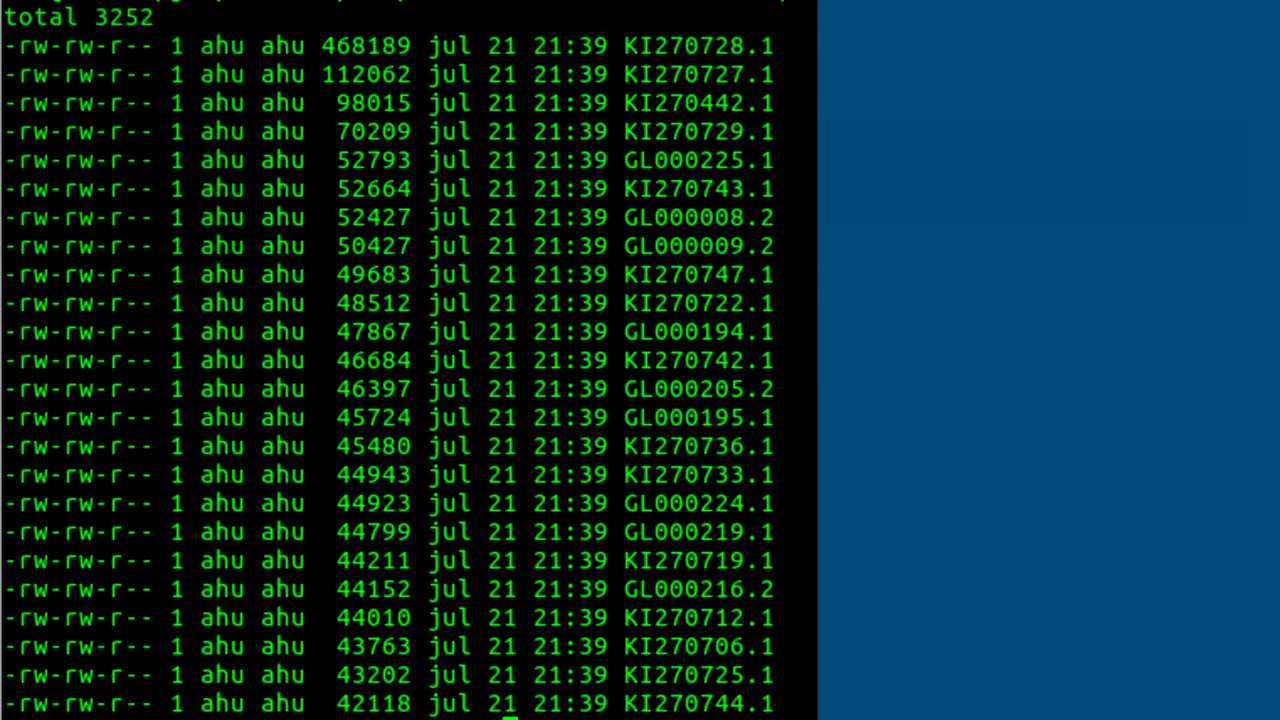 total 3252
-rw-rw-r-- 1 ahu ahu 468189 jul 21 21:39 KI270728.1
-rw-rw-r-- 1 ahu ahu 112062 jul 21 21:39 KI270727.1
-rw-rw-r-- 1 ahu ahu  98015 jul 21 21:39 KI270442.1
-rw-rw-r-- 1 ahu ahu  70209 jul 21 21:39 KI270729.1
-rw-rw-r-- 1 ahu ahu  52793 jul 21 21:39 GL000225.1
-rw-rw-r-- 1 ahu ahu  52664 jul 21 21:39 KI270743.1
-rw-rw-r-- 1 ahu ahu  52427 jul 21 21:39 GL000008.2
-rw-rw-r-- 1 ahu ahu  50427 jul 21 21:39 GL000009.2
-rw-rw-r-- 1 ahu ahu  49683 jul 21 21:39 KI270747.1
-rw-rw-r-- 1 ahu ahu  48512 jul 21 21:39 KI270722.1
-rw-rw-r-- 1 ahu ahu  47867 jul 21 21:39 GL000194.1
-rw-rw-r-- 1 ahu ahu  46684 jul 21 21:39 KI270742.1
-rw-rw-r-- 1 ahu ahu  46397 jul 21 21:39 GL000205.2
-rw-rw-r-- 1 ahu ahu  45724 jul 21 21:39 GL000195.1
-rw-rw-r-- 1 ahu ahu  45480 jul 21 21:39 KI270736.1
-rw-rw-r-- 1 ahu ahu  44943 jul 21 21:39 KI270733.1
-rw-rw-r-- 1 ahu ahu  44923 jul 21 21:39 GL000224.1
-rw-rw-r-- 1 ahu ahu  44799 jul 21 21:39 GL000219.1
-rw-rw-r-- 1 ahu ahu  44211 jul 21 21:39 KI270719.1
-rw-rw-r-- 1 ahu ahu  44152 jul 21 21:39 GL000216.2
-rw-rw-r-- 1 ahu ahu  44010 jul 21 21:39 KI270712.1
-rw-rw-r-- 1 ahu ahu  43763 jul 21 21:39 KI270706.1
-rw-rw-r-- 1 ahu ahu  43202 jul 21 21:39 KI270725.1
-rw-rw-r-- 1 ahu ahu  42118 jul 21 21:39 KI270744.1